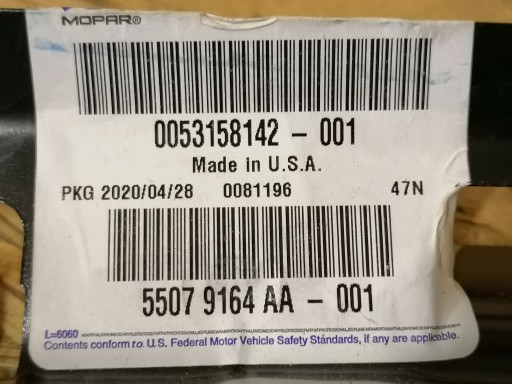 MOPAR®
0053158142 - 001
Made in U.S.A.
PKG 2020/04/28 0081196 47N
5507 9164 AA - 001
L=6060
Contents conform to U.S. Federal Motor Vehicle Safety Standards, if any are applicable.